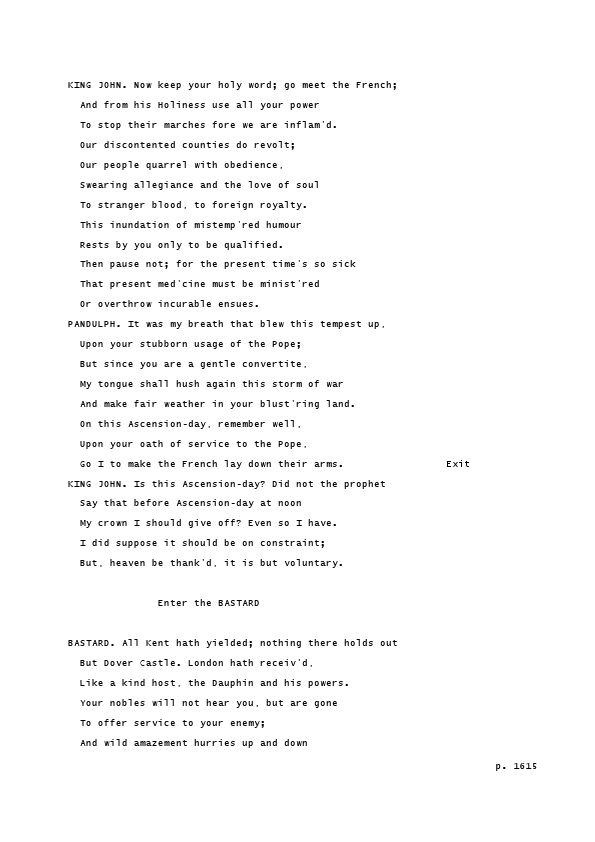 KING JOHN. Now keep your holy word; go meet the French;
And from his Holiness use all your power
To stop their marches fore we are inflam'd.
Our discontented counties do revolt;
Our people quarrel with obedience,
Swearing allegiance and the love of soul
To stranger blood, to foreign royalty.
This inundation of mistemp'red humour
Rests by you only to be qualified.
Then pause not; for the present time's so sick
That present med'cine must be minist'red
Or overthrow incurable ensues.
PANDULPH. It was my breath that blew this tempest up,
Upon your stubborn usage of the Pope;
But since you are a gentle convertite,
My tongue shall hush again this storm of war
And make fair weather in your blust'ring land.
On this Ascension-day, remember well,
Upon your oath of service to the Pope,
Go I to make the French lay down their arms. Exit
KING JOHN. Is this Ascension-day? Did not the prophet
Say that before Ascension-day at noon
My crown I should give off? Even so I have.
I did suppose it should be on constraint;
But, heaven be thank'd, it is but voluntary.
Enter the BASTARD
BASTARD. All Kent hath yielded; nothing there holds out
But Dover Castle. London hath receiv'd,
Like a kind host, the Dauphin and his powers.
Your nobles will not hear you, but are gone
To offer service to your enemy;
And wild amazement hurries up and down
p. 1615